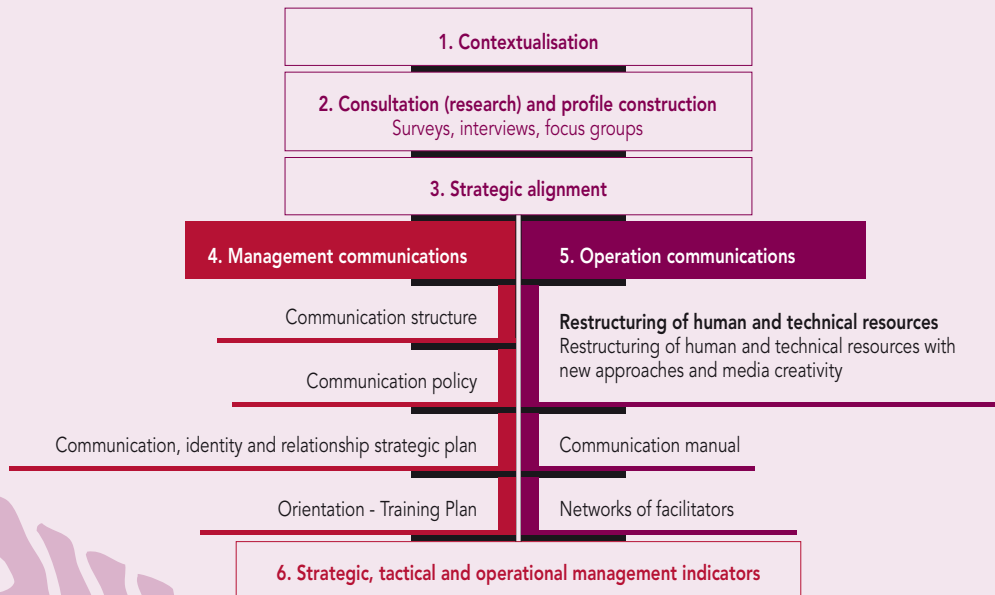 1. Contextualisation
2. Consultation (research) and profile construction
Surveys, interviews, focus groups
3. Strategic alignment
4. Management communications
5. Operation communications
Communication structure
Communication policy
Communication, identity and relationship strategic plan
Orientation - Training Plan
Restructuring of human and technical resources
Restructuring of human and technical resources with
new approaches and media creativity
Communication manual
Networks of facilitators
6. Strategic, tactical and operational management indicators